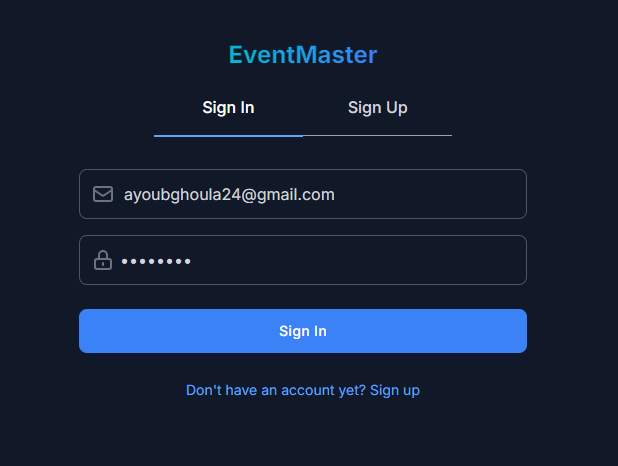 EventMaster
Sign In
Sign Up
ayoubghoula24@gmail.com
••••••••
Sign In
Don't have an account yet? Sign up